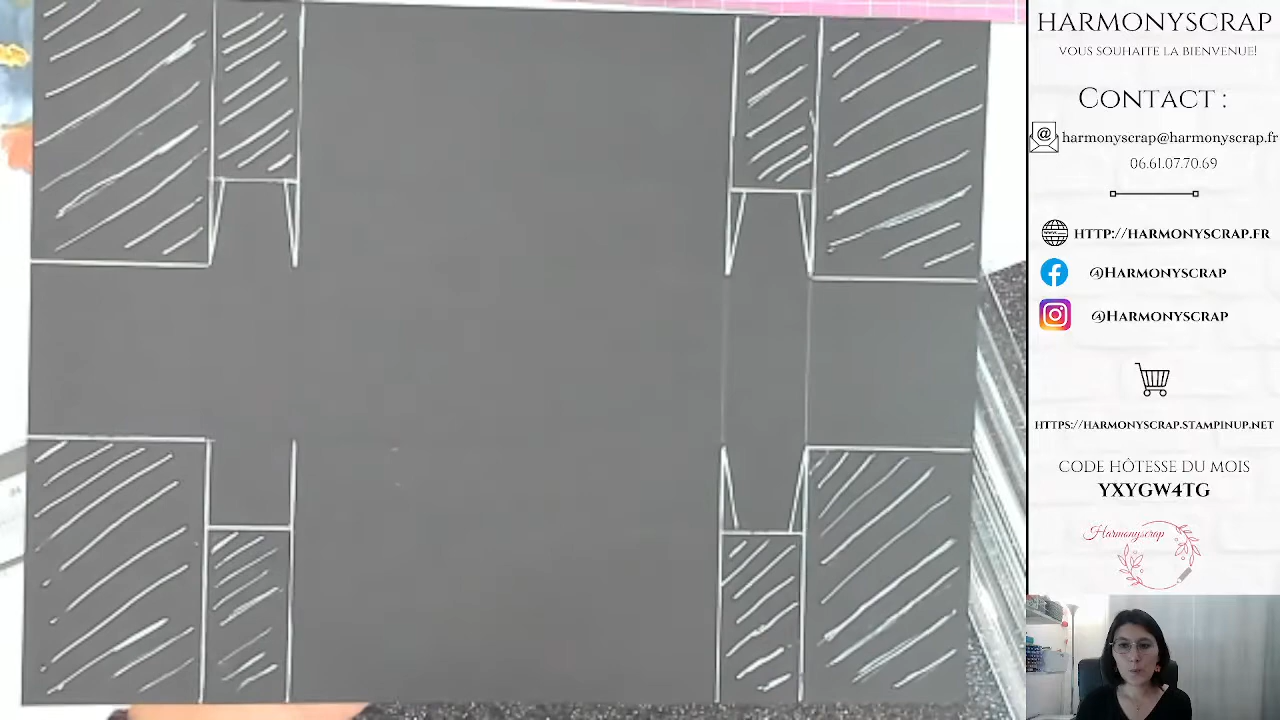 HARMONYSCRAP
VOUS SOUHAITE LA BIENVENUE!
CONTACT :
@
harmonyscrap@harmonyscrap.fr
06.61.07.70.69
WWW
HTTP://HARMONYSCRAP.FR
@HARMONYSCRAP
@HARMONYSCRAP
HTTPS://HARMONYSCRAP.STAMPINUP.NET
CODE HÔTESSE DU MOIS
YXYGW4TG
Harmonyscrap